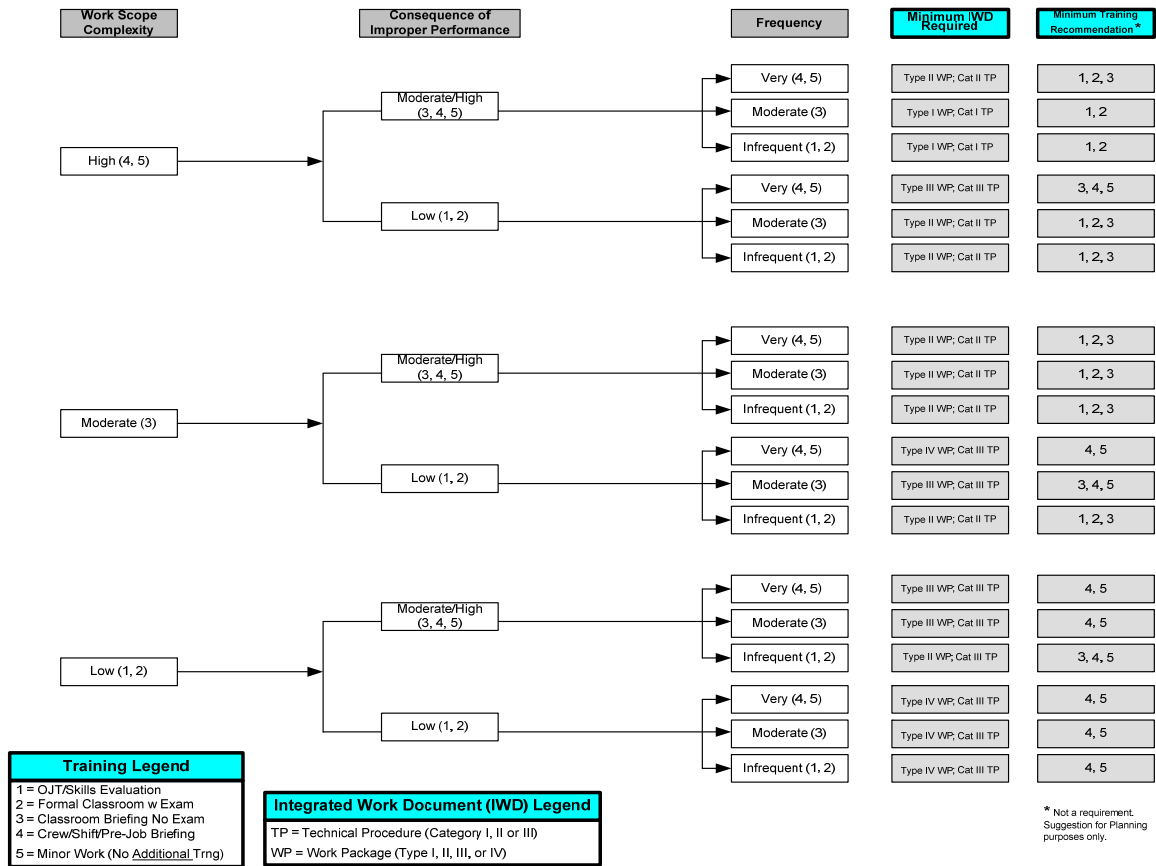 Work Scope
Complexity
Consequence of
Improper Performance
Frequency
Minimum IWD
Required
Minimum Training
Recommendation*
High (4, 5)
Moderate/High
(3, 4, 5)
Very (4, 5)
Type II WP; Cat II TP
1, 2, 3
Moderate (3)
Type I WP; Cat I TP
1, 2
Infrequent (1, 2)
Type I WP; Cat I TP
1, 2
Low (1, 2)
Very (4, 5)
Type III WP; Cat III TP
3, 4, 5
Moderate (3)
Type II WP; Cat II TP
1, 2, 3
Infrequent (1, 2)
Type II WP; Cat II TP
1, 2, 3
Moderate (3)
Moderate/High
(3, 4, 5)
Very (4, 5)
Type II WP; Cat II TP
1, 2, 3
Moderate (3)
Type II WP; Cat II TP
1, 2, 3
Infrequent (1, 2)
Type II WP; Cat II TP
1, 2, 3
Low (1, 2)
Very (4, 5)
Type IV WP; Cat III TP
4, 5
Moderate (3)
Type III WP; Cat III TP
3, 4, 5
Infrequent (1, 2)
Type II WP; Cat II TP
1, 2, 3
Low (1, 2)
Moderate/High
(3, 4, 5)
Very (4, 5)
Type III WP; Cat III TP
4, 5
Moderate (3)
Type III WP; Cat III TP
4, 5
Infrequent (1, 2)
Type II WP; Cat III TP
3, 4, 5
Low (1, 2)
Very (4, 5)
Type IV WP; Cat III TP
4, 5
Moderate (3)
Type IV WP; Cat III TP
4, 5
Infrequent (1, 2)
Type IV WP; Cat III TP
4, 5
Training Legend
1 = OJT/Skills Evaluation
2 = Formal Classroom w Exam
3 = Classroom Briefing No Exam
4 = Crew/Shift/Pre-Job Briefing
5 = Minor Work (No Additional Trng)
Integrated Work Document (IWD) Legend
TP = Technical Procedure (Category I, II or III)
WP = Work Package (Type I, II, III, or IV)
* Not a requirement.
Suggestion for Planning
purposes only.